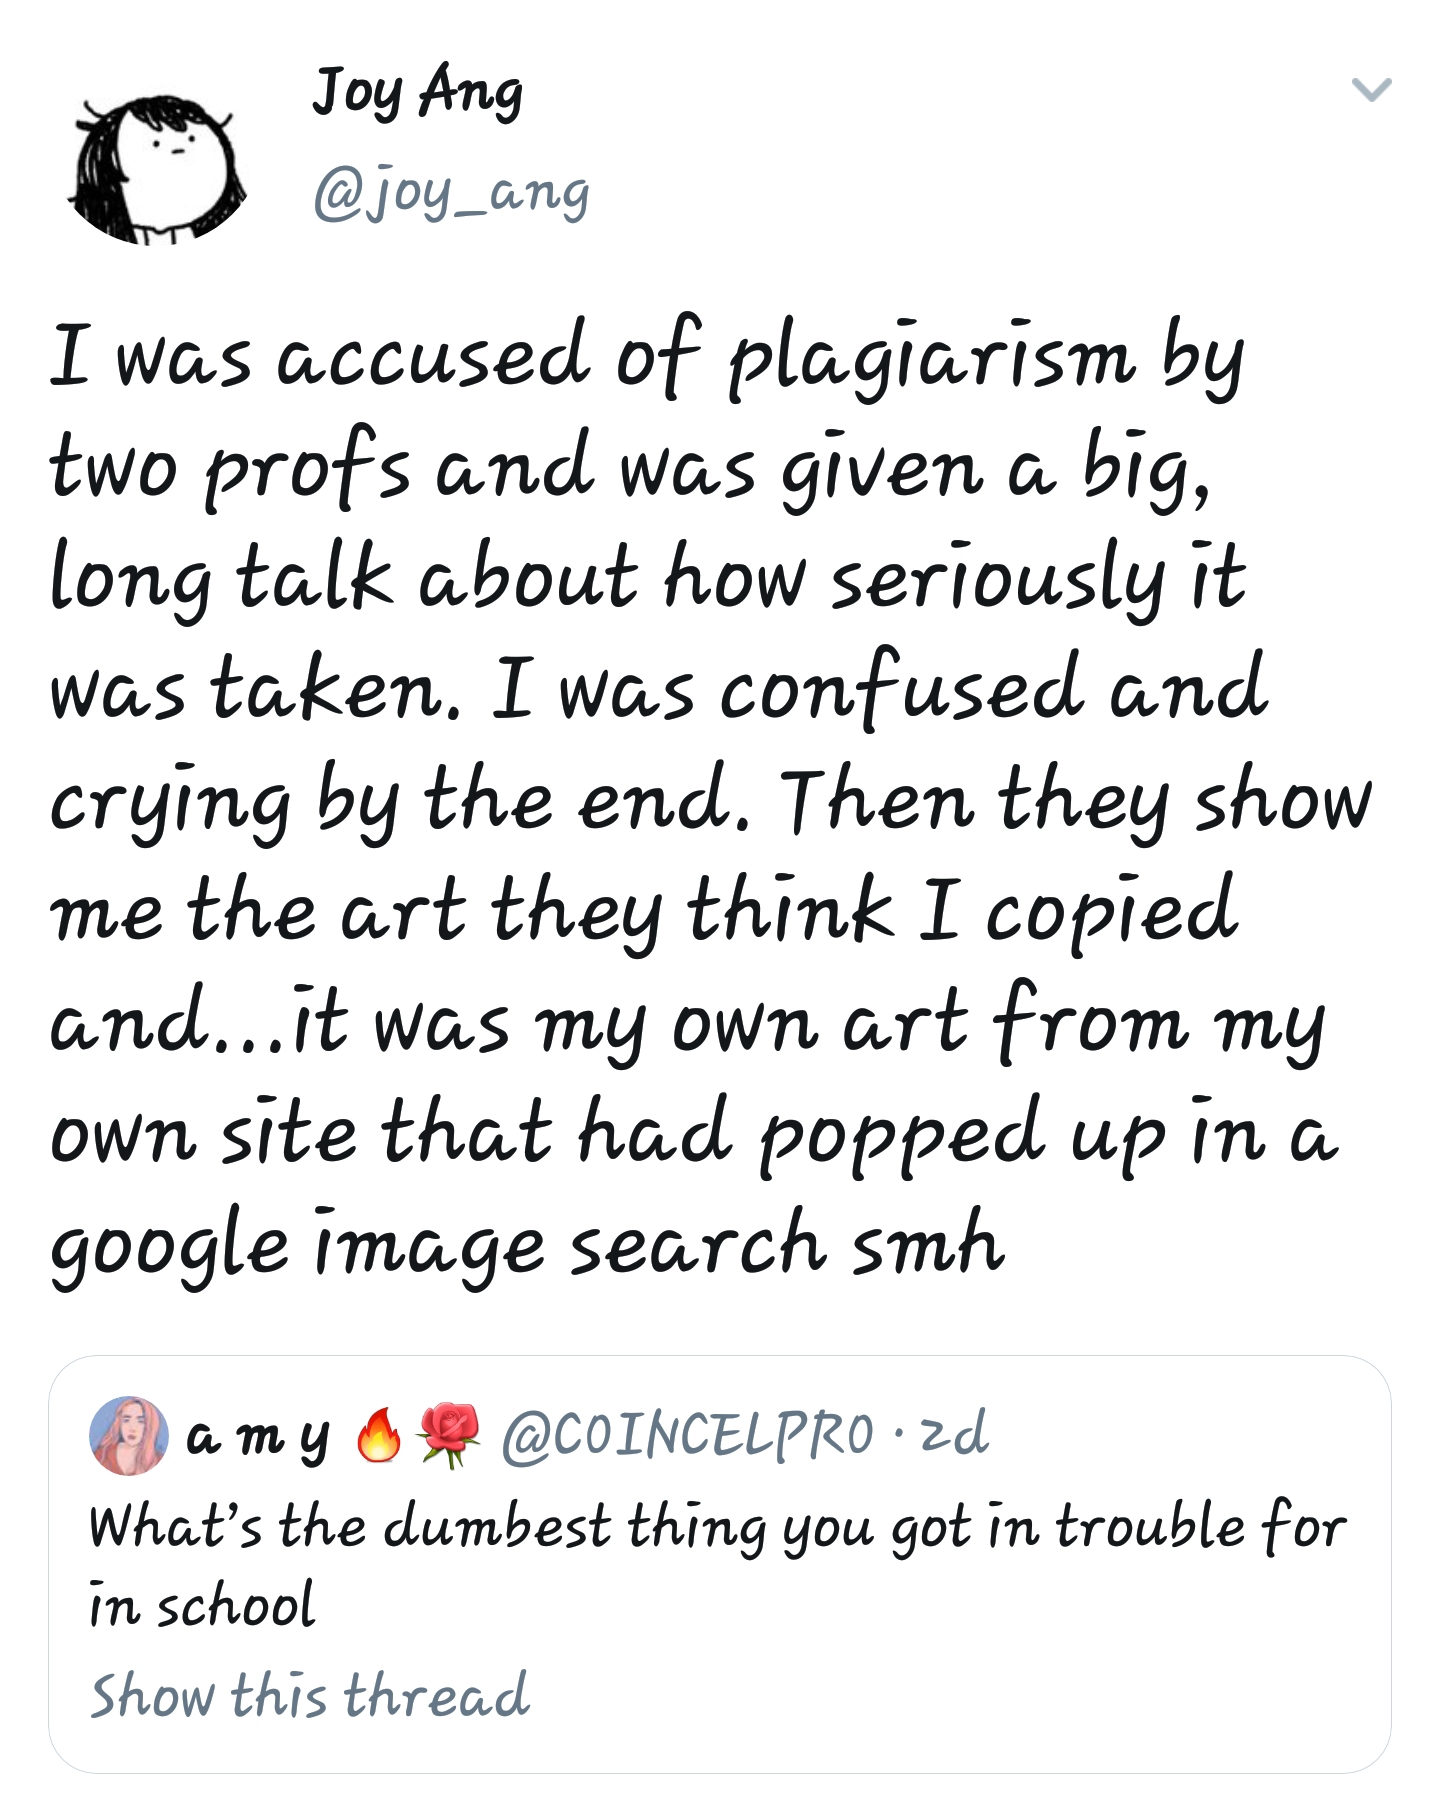 Joy Ang
@joy_ang
I was accused of plagiarism by
two profs and was given a big,
long talk about how seriously it
was taken. I was confused and
crying by the end. Then they show
me the art they think I copied
and...it was my own art from my
own site that had popped up in a
google image search smh
a m y 🔥🌹 @COINCELPRO · 2d
What's the dumbest thing you got in trouble for
in school
Show this thread